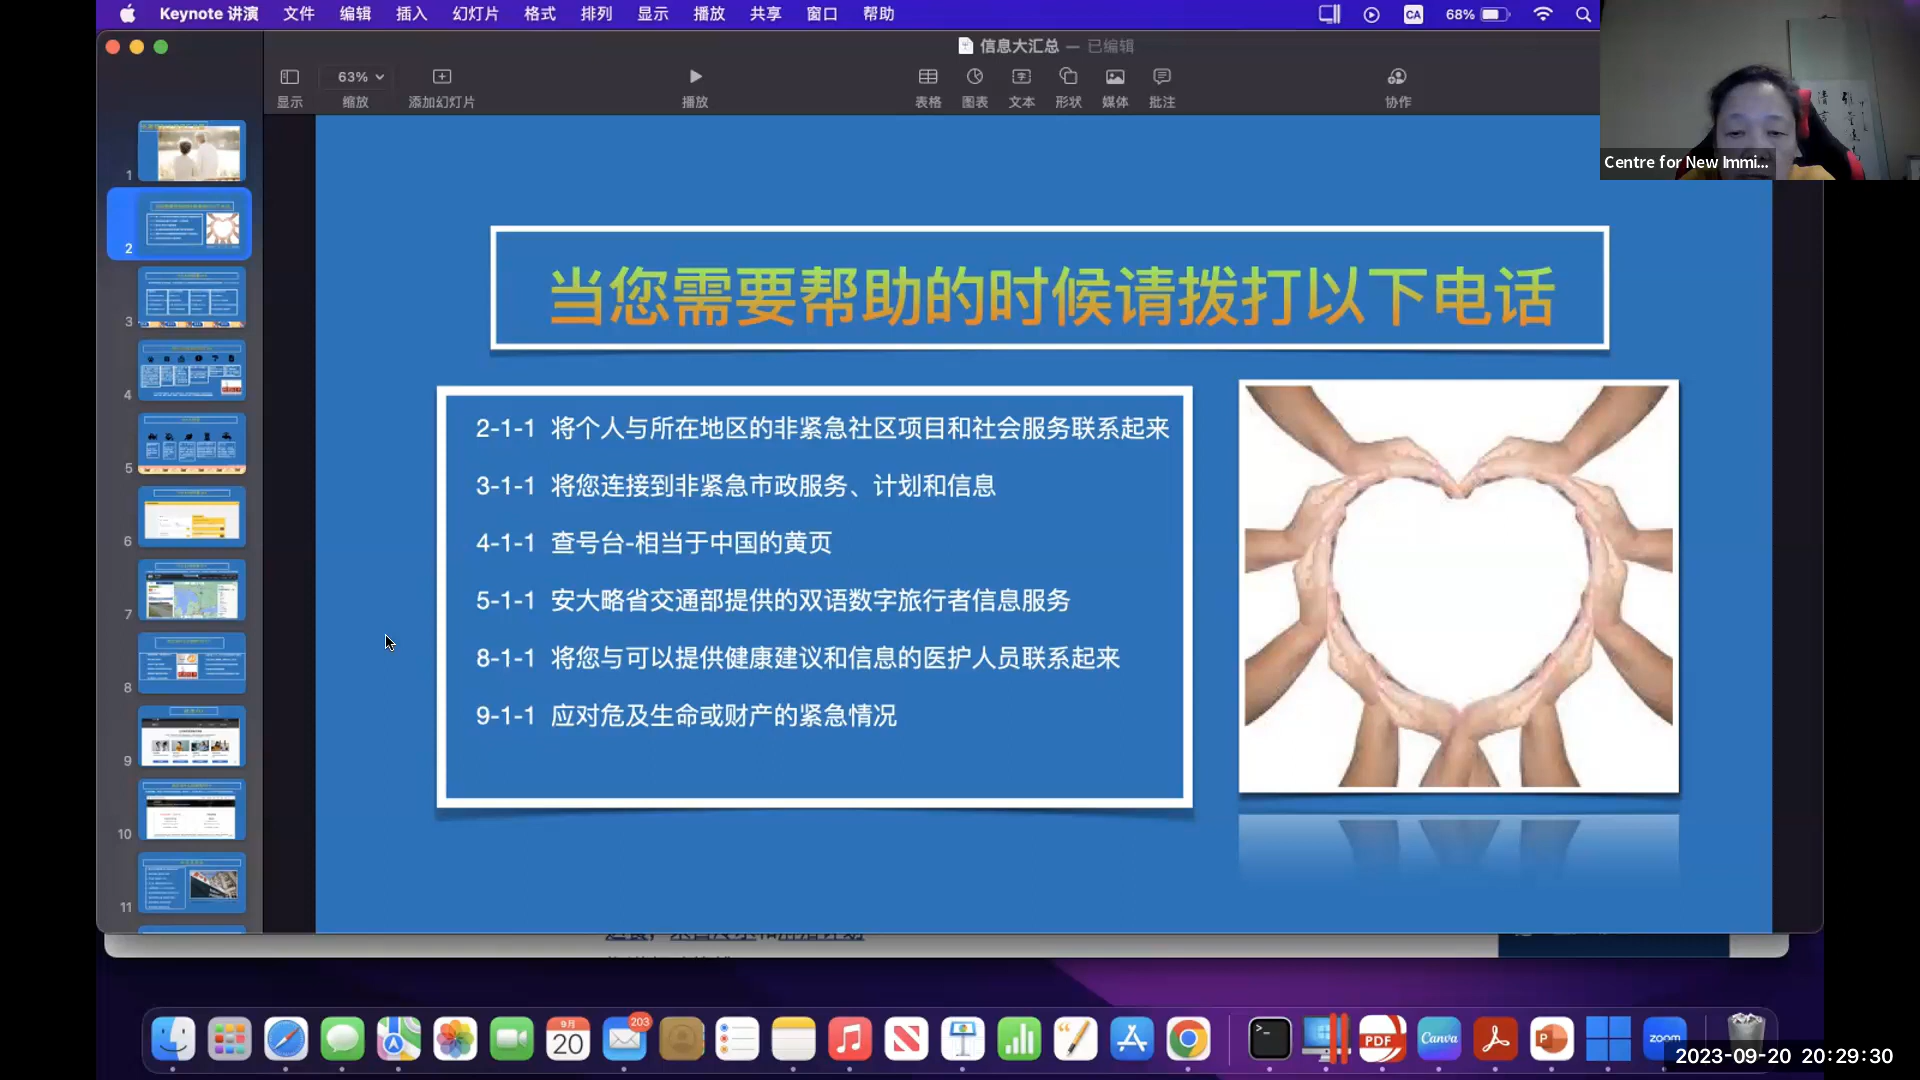 Keynote 讲演 文件 编辑 插入 幻灯片 格式 排列 显示 播放 共享 窗口 帮助
CA 68%
信息大汇总 — 已编辑
63%
显示 缩放 添加幻灯片 播放 表格 图表 文本 形状 媒体 批注 协作
Centre for New Immi...
1
2
3
4
5
6
7
8
9
10
11
当您需要帮助的时候请拨打以下电话
2-1-1 将个人与所在地区的非紧急社区项目和社会服务联系起来
3-1-1 将您连接到非紧急市政服务、计划和信息
4-1-1 查号台-相当于中国的黄页
5-1-1 安大略省交通部提供的双语数字旅行者信息服务
8-1-1 将您与可以提供健康建议和信息的医护人员联系起来
9-1-1 应对危及生命或财产的紧急情况
9月
20
203
PDF
Canva
zoom
2023-09-20 20:29:30